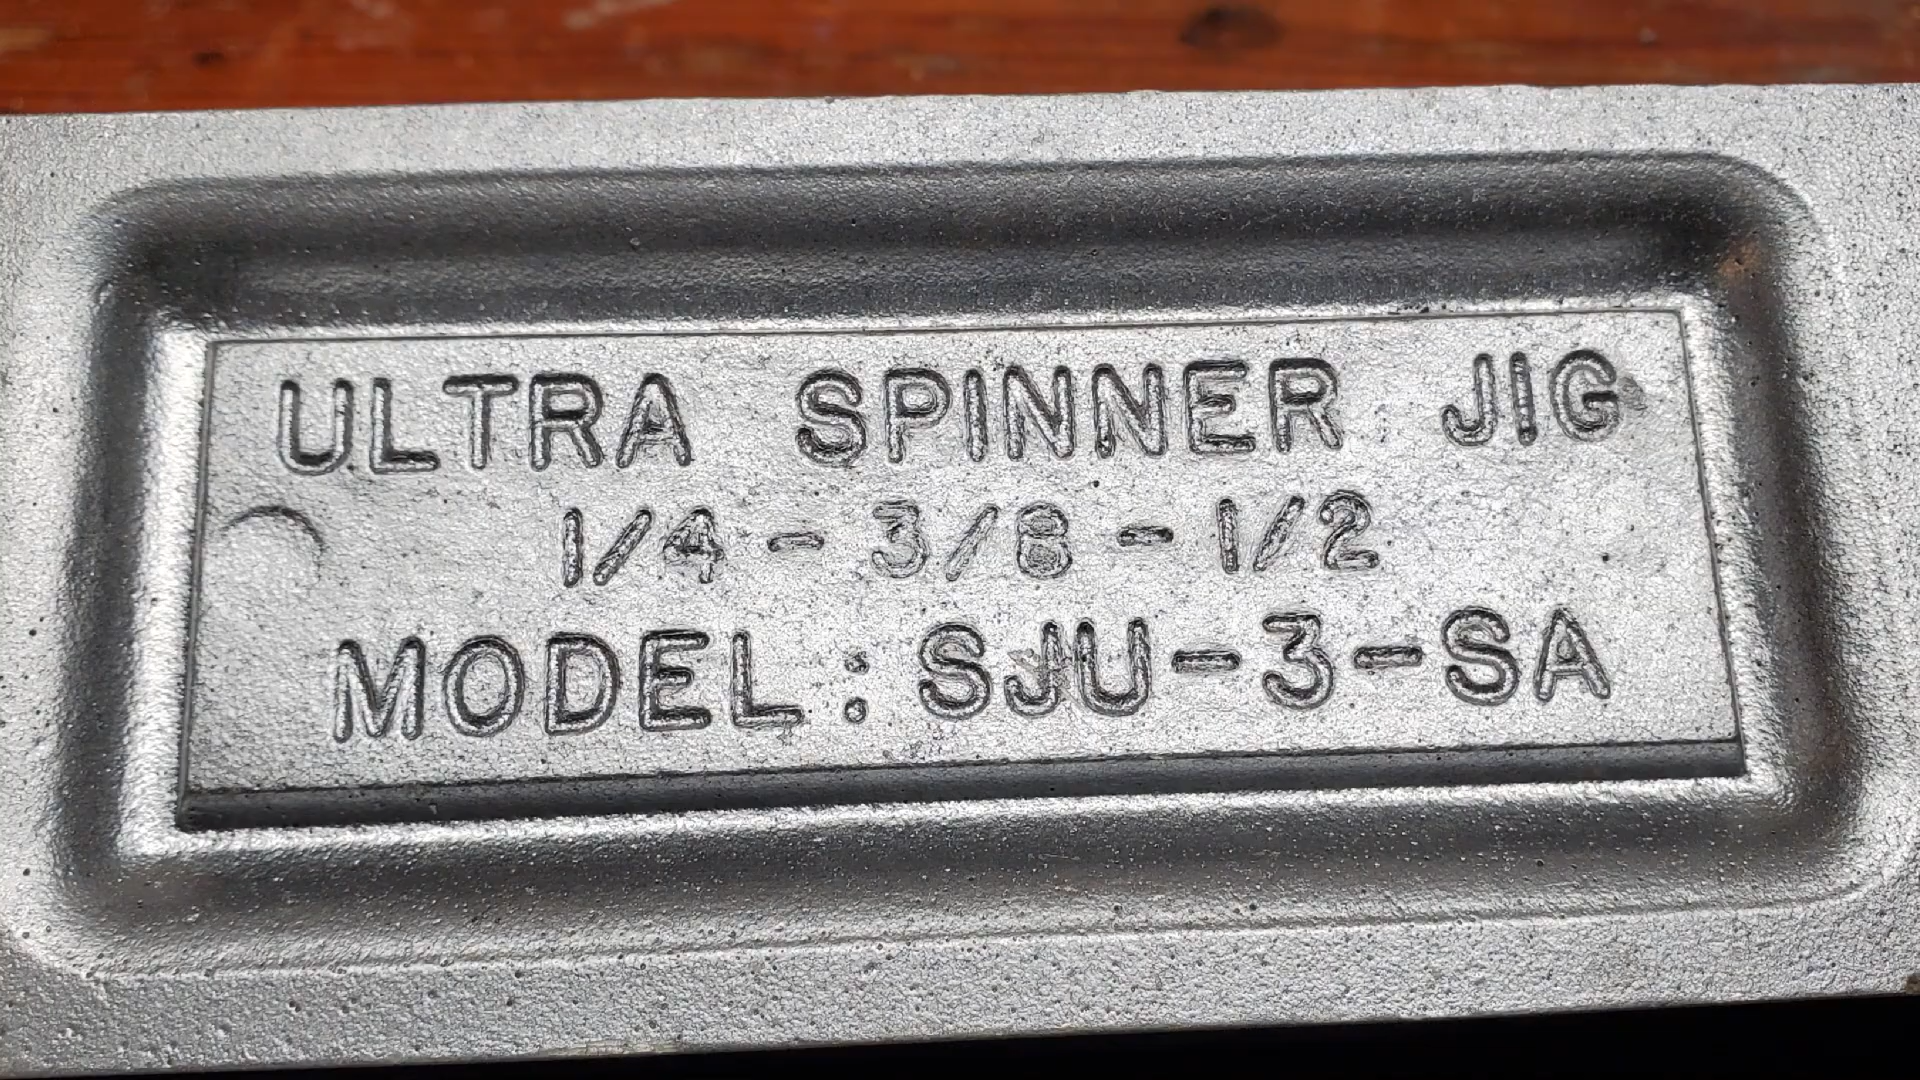 ULTRA SPINNER JIG
1/4 - 3/8 - 1/2
MODEL: SJU-3-SA